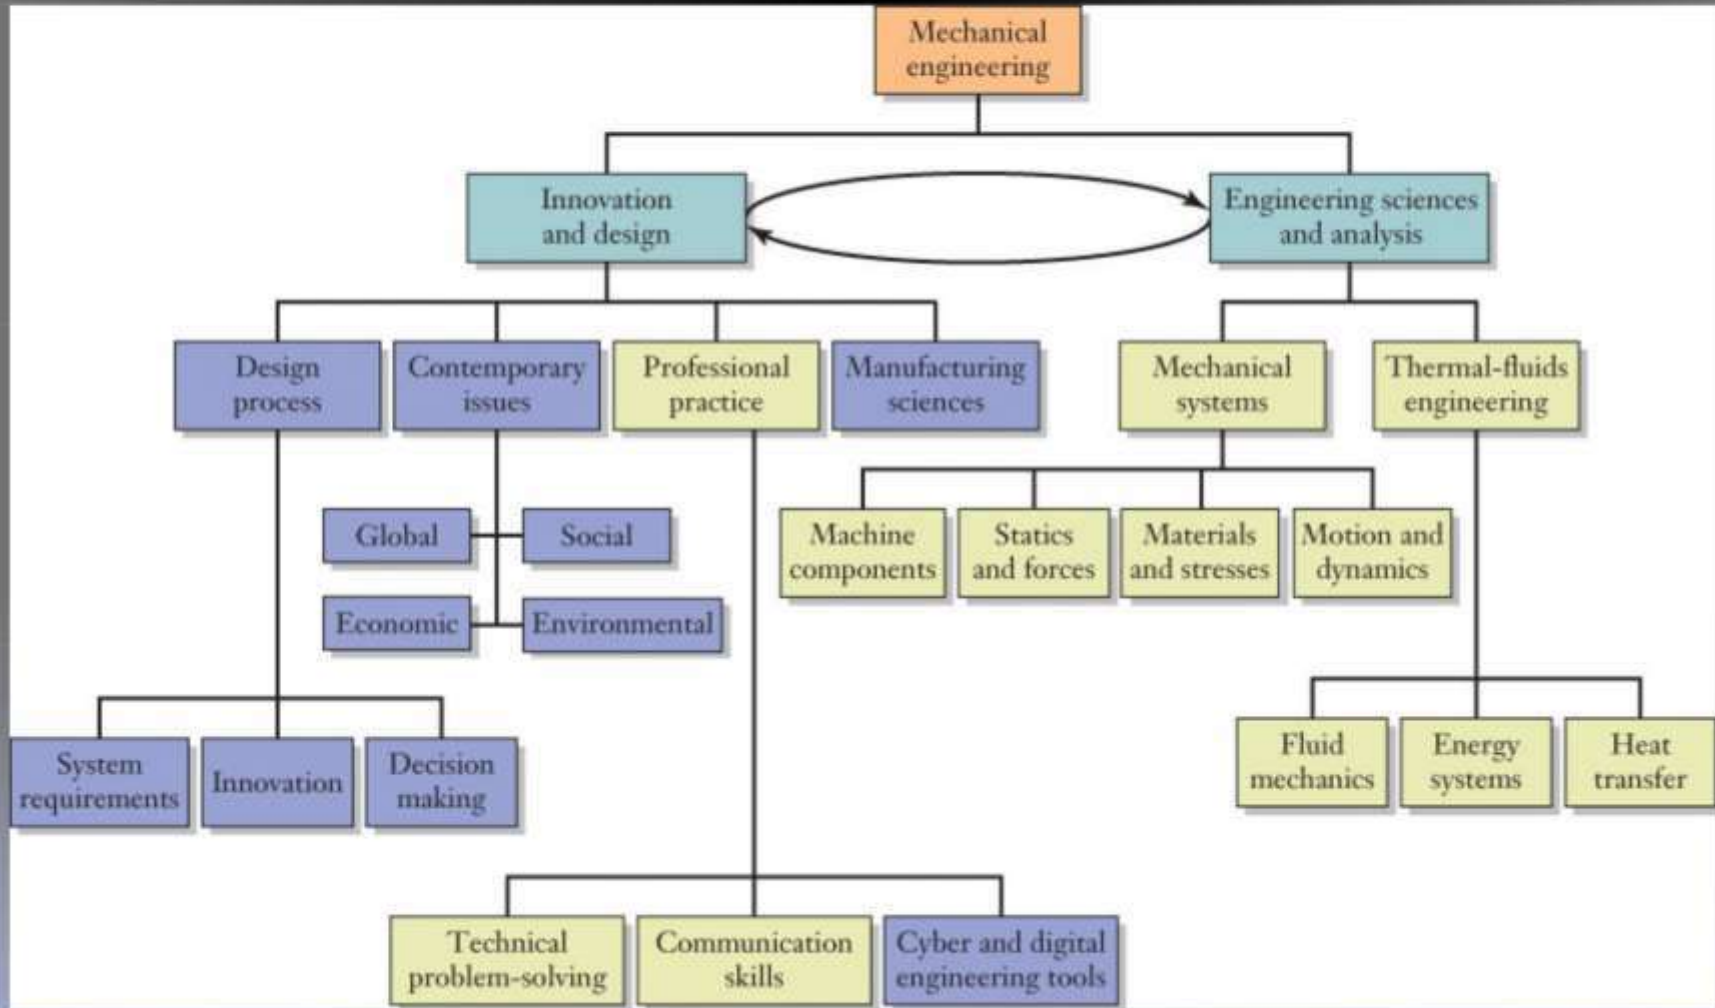 Mechanical
engineering
Innovation
and design
Engineering sciences
and analysis
Design
process
Contemporary
issues
Professional
practice
Manufacturing
sciences
Mechanical
systems
Thermal-fluids
engineering
Global
Social
Economic
Environmental
Machine
components
Statics
and forces
Materials
and stresses
Motion and
dynamics
System
requirements
Innovation
Decision
making
Fluid
mechanics
Energy
systems
Heat
transfer
Technical
problem-solving
Communication
skills
Cyber and digital
engineering tools